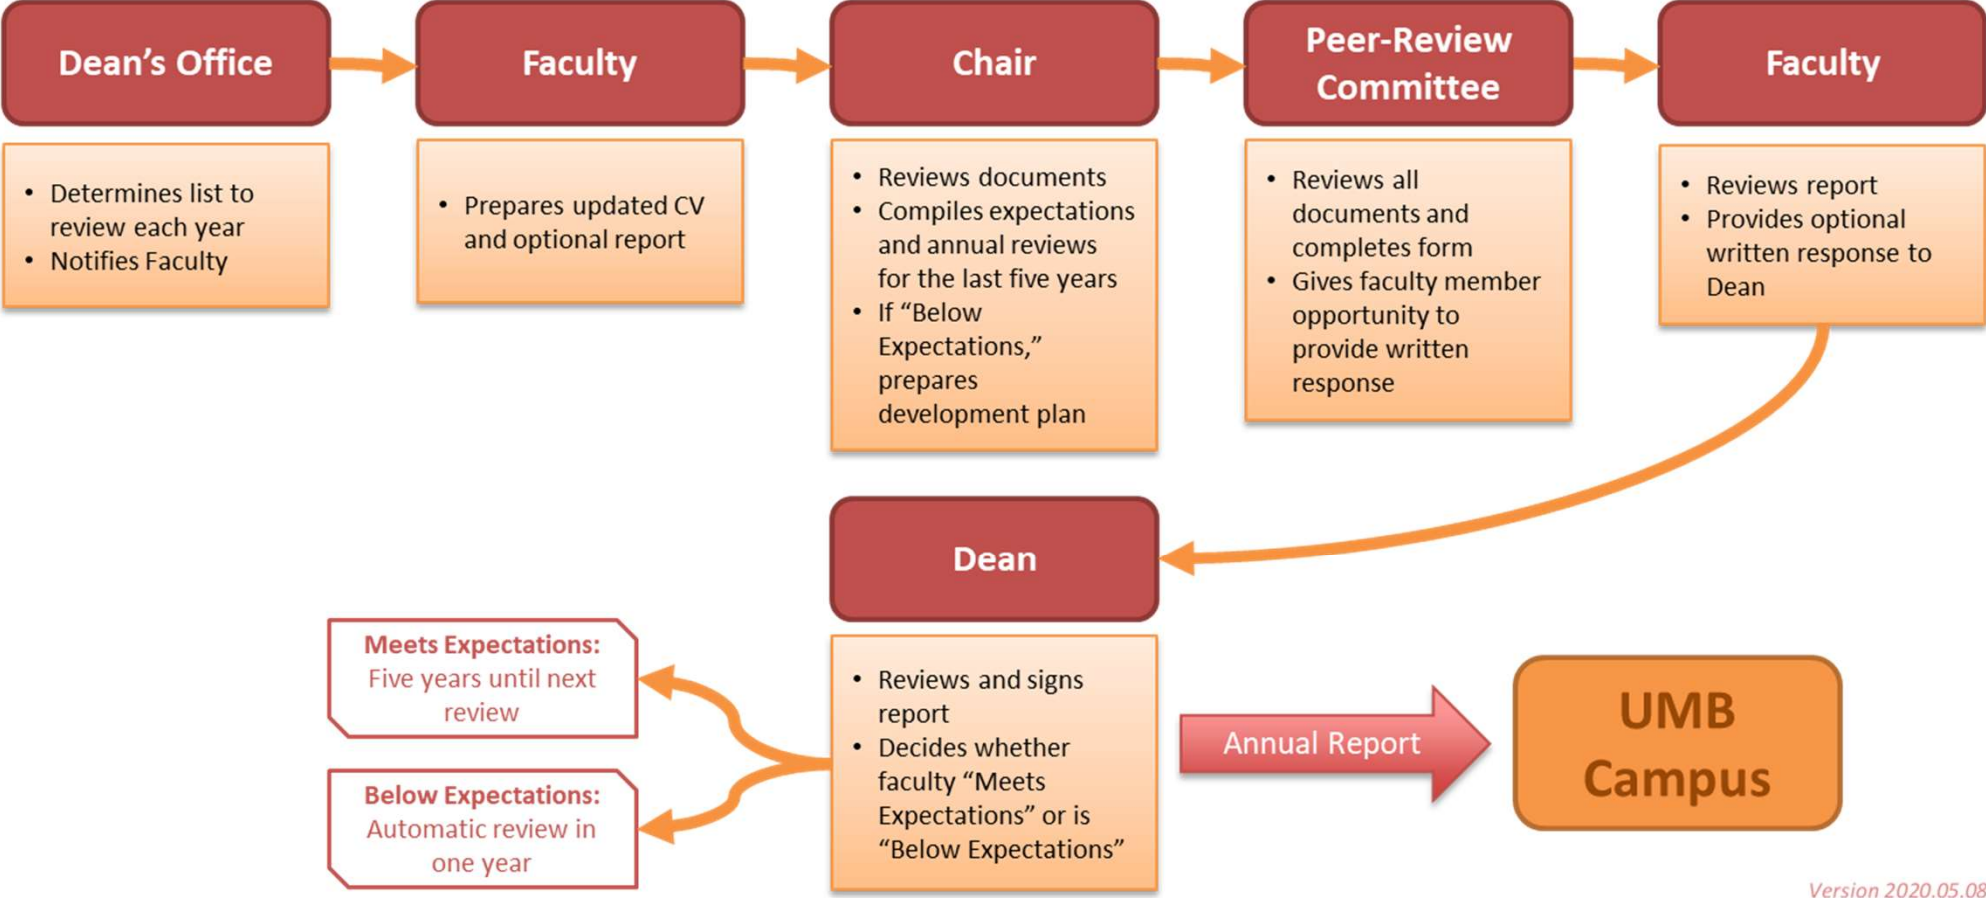 Dean’s Office
Faculty
Chair
Peer-Review
Committee
Faculty
• Determines list to
review each year
• Notifies Faculty
• Prepares updated CV
and optional report
• Reviews documents
• Compiles expectations
and annual reviews
for the last five years
• If “Below
Expectations,”
prepares
development plan
• Reviews all
documents and
completes form
• Gives faculty member
opportunity to
provide written
response
• Reviews report
• Provides optional
written response to
Dean
Dean
• Reviews and signs
report
• Decides whether
faculty “Meets
Expectations” or is
“Below Expectations”
Meets Expectations:
Five years until next
review
Below Expectations:
Automatic review in
one year
Annual Report
UMB
Campus
Version 2020.05.08